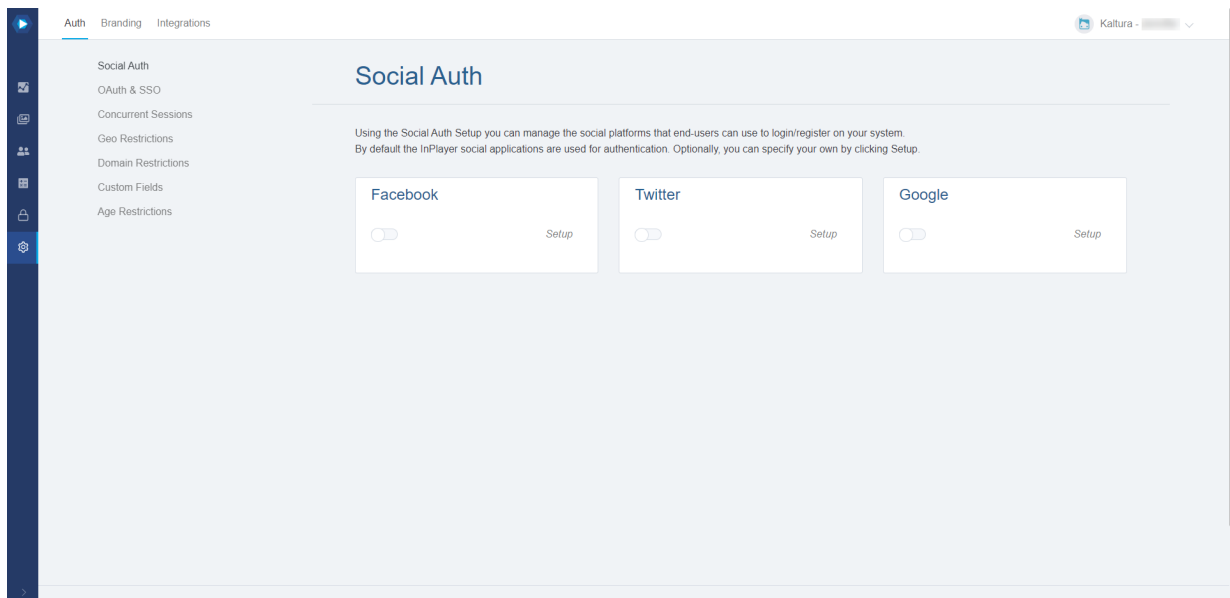 Auth Branding Integrations
Kaltura -
Social Auth
OAuth & SSO
Concurrent Sessions
Geo Restrictions
Domain Restrictions
Custom Fields
Age Restrictions
Social Auth
Using the Social Auth Setup you can manage the social platforms that end-users can use to login/register on your system.
By default the InPlayer social applications are used for authentication. Optionally, you can specify your own by clicking Setup.
Facebook
Setup
Twitter
Setup
Google
Setup